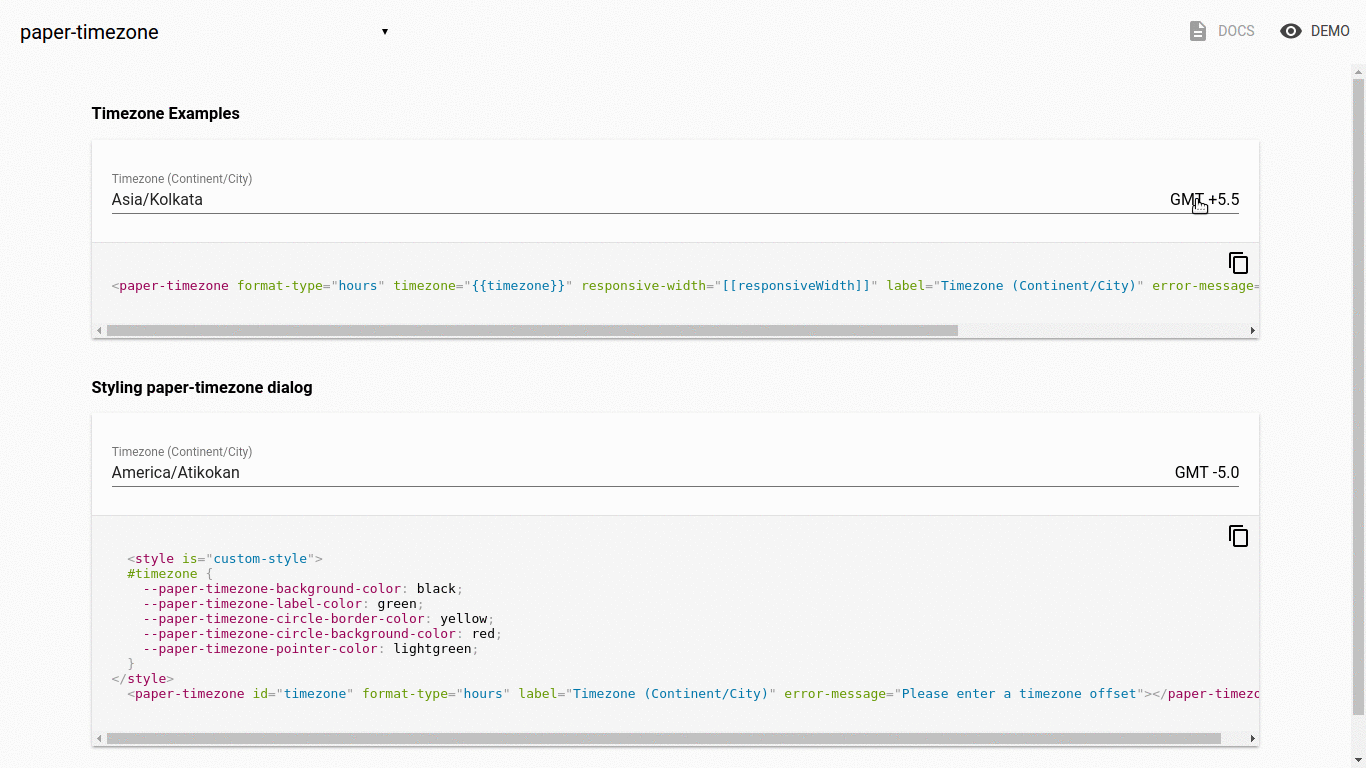 paper-timezone
DOCS
DEMO
Timezone Examples
Timezone (Continent/City)
Asia/Kolkata GMT +5.5
<paper-timezone format-type="hours" timezone="{{timezone}}" responsive-width="[[responsiveWidth]]" label="Timezone (Continent/City)" error-message=
Styling paper-timezone dialog
Timezone (Continent/City)
America/Atikokan GMT -5.0
<style is="custom-style">
#timezone {
--paper-timezone-background-color: black;
--paper-timezone-label-color: green;
--paper-timezone-circle-border-color: yellow;
--paper-timezone-circle-background-color: red;
--paper-timezone-pointer-color: lightgreen;
}
</style>
<paper-timezone id="timezone" format-type="hours" label="Timezone (Continent/City)" error-message="Please enter a timezone offset"></paper-timezo